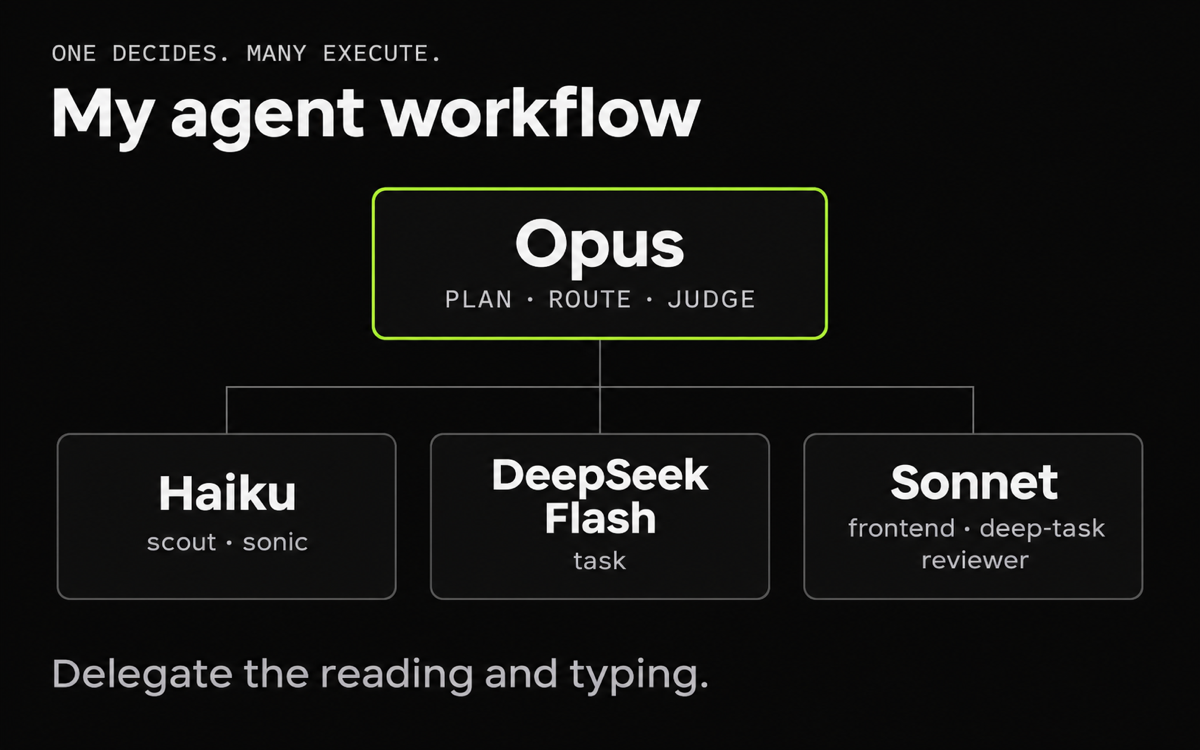 ONE DECIDES. MANY EXECUTE.
My agent workflow
Opus
PLAN · ROUTE · JUDGE
Haiku
scout · sonic
DeepSeek
Flash
task
Sonnet
frontend · deep-task
reviewer
Delegate the reading and typing.